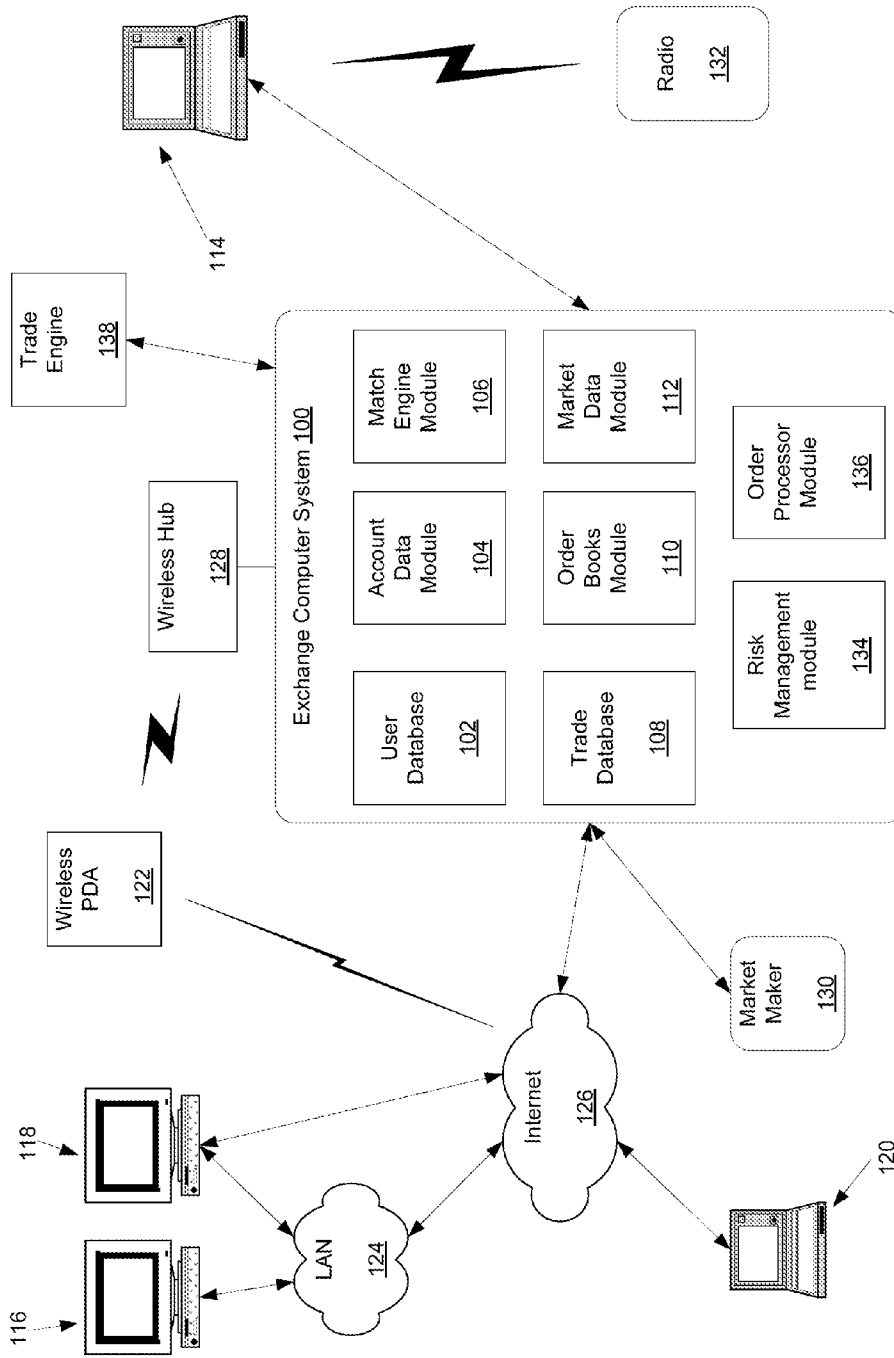 116
118
LAN
124
Wireless
PDA
122
Wireless Hub
128
Trade
Engine
138
114
Internet
126
120
Exchange Computer System 100
User
Database
102
Account
Data
Module
104
Match
Engine
Module
106
Trade
Database
108
Order
Books
Module
110
Market
Data
Module
112
Risk
Management
module
134
Order
Processor
Module
136
Market
Maker
130
Radio
132